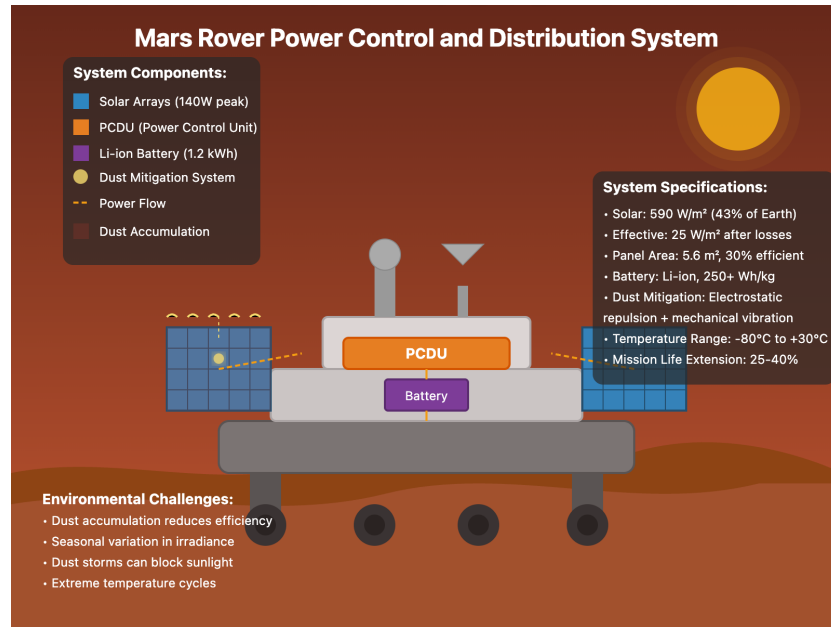 Mars Rover Power Control and Distribution System
System Components:
Solar Arrays (140W peak)
PCDU (Power Control Unit)
Li-ion Battery (1.2 kWh)
Dust Mitigation System
Power Flow
Dust Accumulation
System Specifications:
• Solar: 590 W/m² (43% of Earth)
• Effective: 25 W/m² after losses
• Panel Area: 5.6 m², 30% efficient
• Battery: Li-ion, 250+ Wh/kg
• Dust Mitigation: Electrostatic
repulsion + mechanical vibration
• Temperature Range: -80°C to +30°C
• Mission Life Extension: 25-40%
PCDU
Battery
Environmental Challenges:
• Dust accumulation reduces efficiency
• Seasonal variation in irradiance
• Dust storms can block sunlight
• Extreme temperature cycles